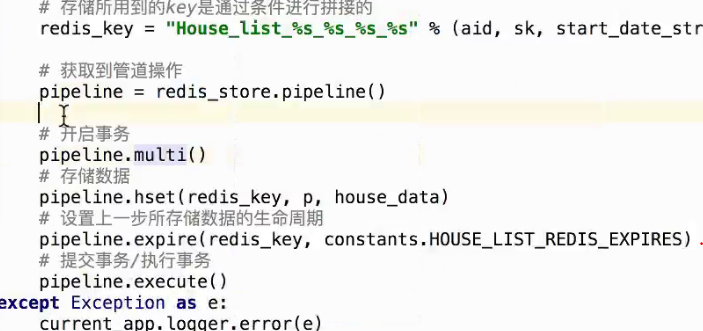 # 存储所用到的key是通过条件进行拼接的
redis_key = "House_list_%s_%s_%s_%s" % (aid, sk, start_date_str
# 获取到管道操作
pipeline = redis_store.pipeline()
# 开启事务
pipeline.multi()
# 存储数据
pipeline.hset(redis_key, p, house_data)
# 设置上一步所存储数据的生命周期
pipeline.expire(redis_key, constants.HOUSE_LIST_REDIS_EXPIRES)
# 提交事务/执行事务
pipeline.execute()
except Exception as e:
current_app.logger.error(e)